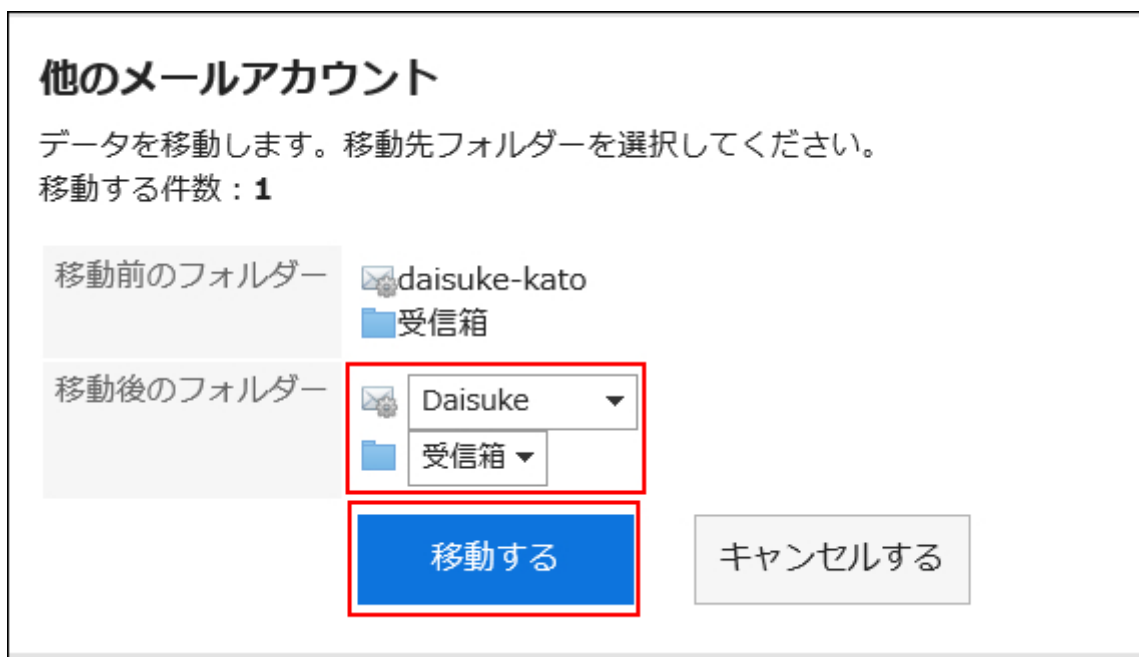 他のメールアカウント
データを移動します。移動先フォルダーを選択してください。
移動する件数：1
移動前のフォルダー
daisuke-kato
受信箱
移動後のフォルダー
Daisuke
受信箱
移動する
キャンセルする